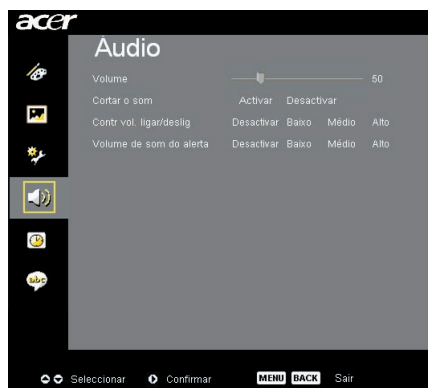 acer
Áudio
Volume 50
Cortar o som Activar Desactivar
Contr vol. ligar/deslig Desactivar Baixo Médio Alto
Volume de som do alerta Desactivar Baixo Médio Alto
abc
Seleccionar Confirmar MENU BACK Sair